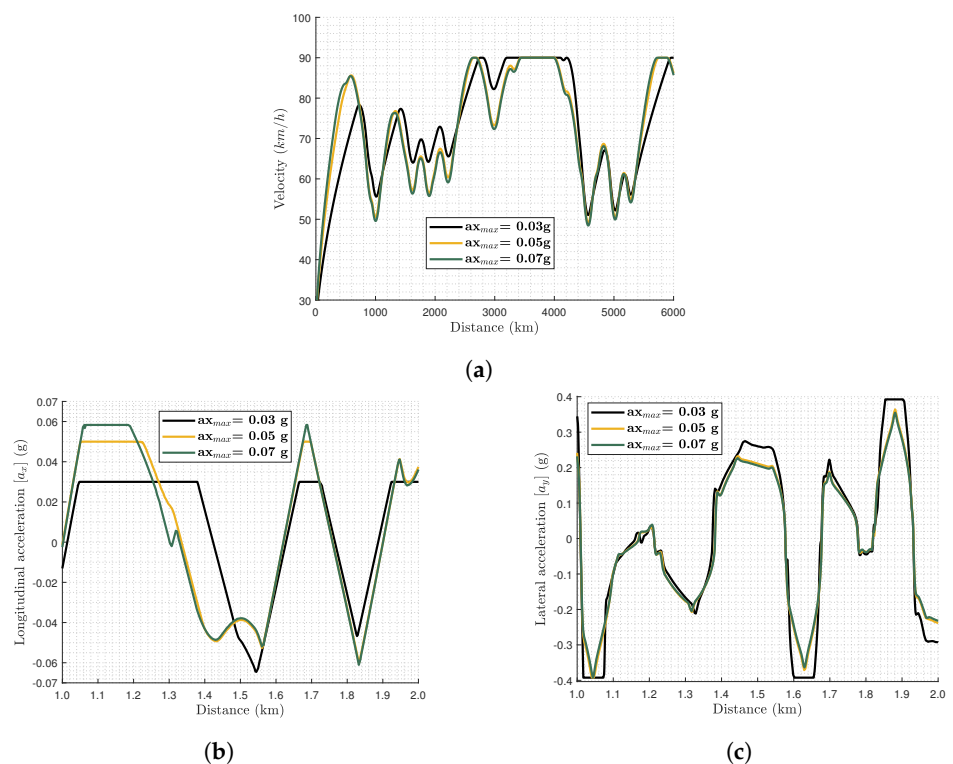 100
90
80
70
60
50
40
30
Velocity (km/h)
ax_max= 0.03g
ax_max= 0.05g
ax_max= 0.07g
0 1000 2000 3000 4000 5000 6000
Distance (km)
(a)
0.07
0.06
0.04
0.02
0
-0.02
-0.04
-0.06
-0.07
Longitudinal acceleration [a_x] (g)
ax_max= 0.03 g
ax_max= 0.05 g
ax_max= 0.07 g
1.0 1.1 1.2 1.3 1.4 1.5 1.6 1.7 1.8 1.9 2.0
Distance (km)
(b)
0.4
0.3
0.2
0.1
0
-0.1
-0.2
-0.3
-0.4
Lateral acceleration [a_y] (g)
ax_max= 0.03 g
ax_max= 0.05 g
ax_max= 0.07 g
1.0 1.1 1.2 1.3 1.4 1.5 1.6 1.7 1.8 1.9 2.0
Distance (km)
(c)